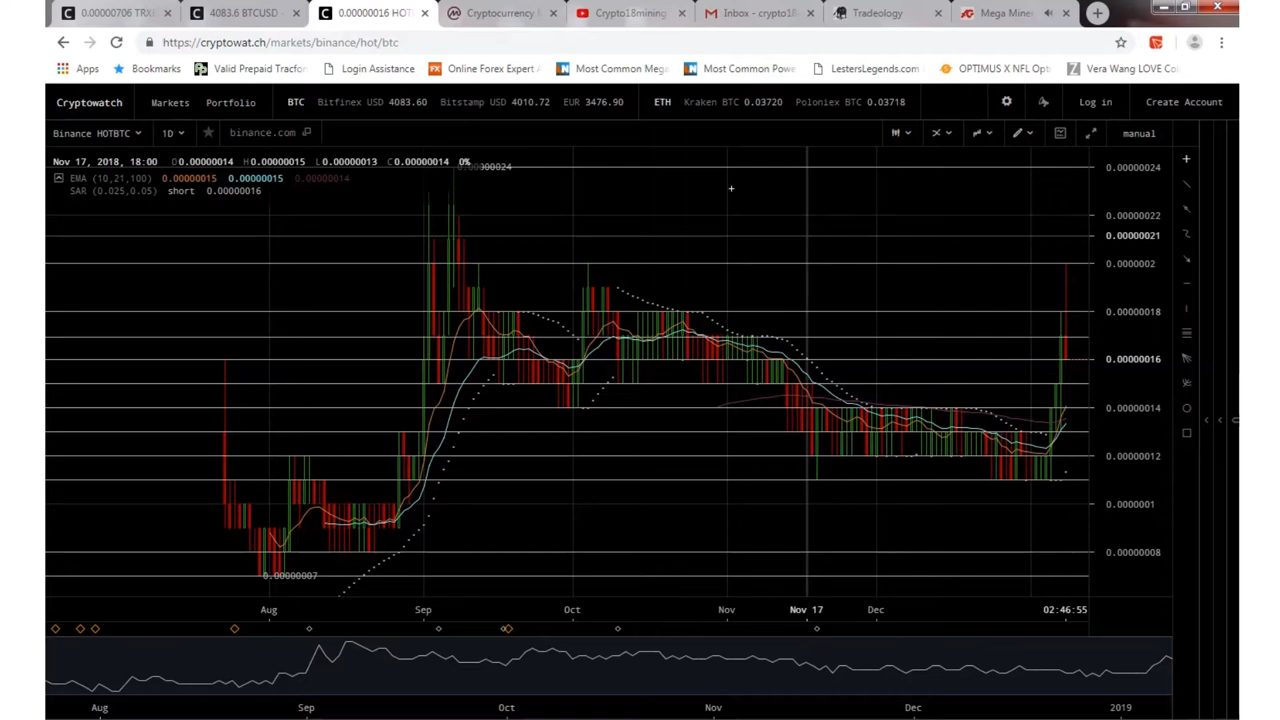 0.00000706 TRX
4083.6 BTCUSD
0.00000016 HOT
Cryptocurrency M
Crypto18mining
Inbox - crypto18
Tradeology
Mega Mine
https://cryptowat.ch/markets/binance/hot/btc
Apps Bookmarks Valid Prepaid Tracfor Login Assistance Online Forex Expert A Most Common Mega Most Common Power LestersLegends.com OPTIMUS X NFL Opt Vera Wang LOVE Co
Cryptowatch Markets Portfolio BTC Bitfinex USD 4083.60 Bitstamp USD 4010.72 EUR 3476.90 ETH Kraken BTC 0.03720 Poloniex BTC 0.03718 Log in Create Account
Binance HOTBTC 1D binance.com manual
Nov 17, 2018, 18:00 O 0.00000014 H 0.00000015 L 0.00000013 C 0.00000014 0%
EMA (10,21,100) 0.00000015 0.00000015 0.00000014
SAR (0.025,0.05) short 0.00000016
0.00000024
0.00000022
0.00000021
0.0000002
0.00000018
0.00000016
0.00000014
0.00000012
0.0000001
0.00000008
0.00000007
Aug Sep Oct Nov Nov 17 Dec 02:46:55
Aug Sep Oct Nov Dec 2019